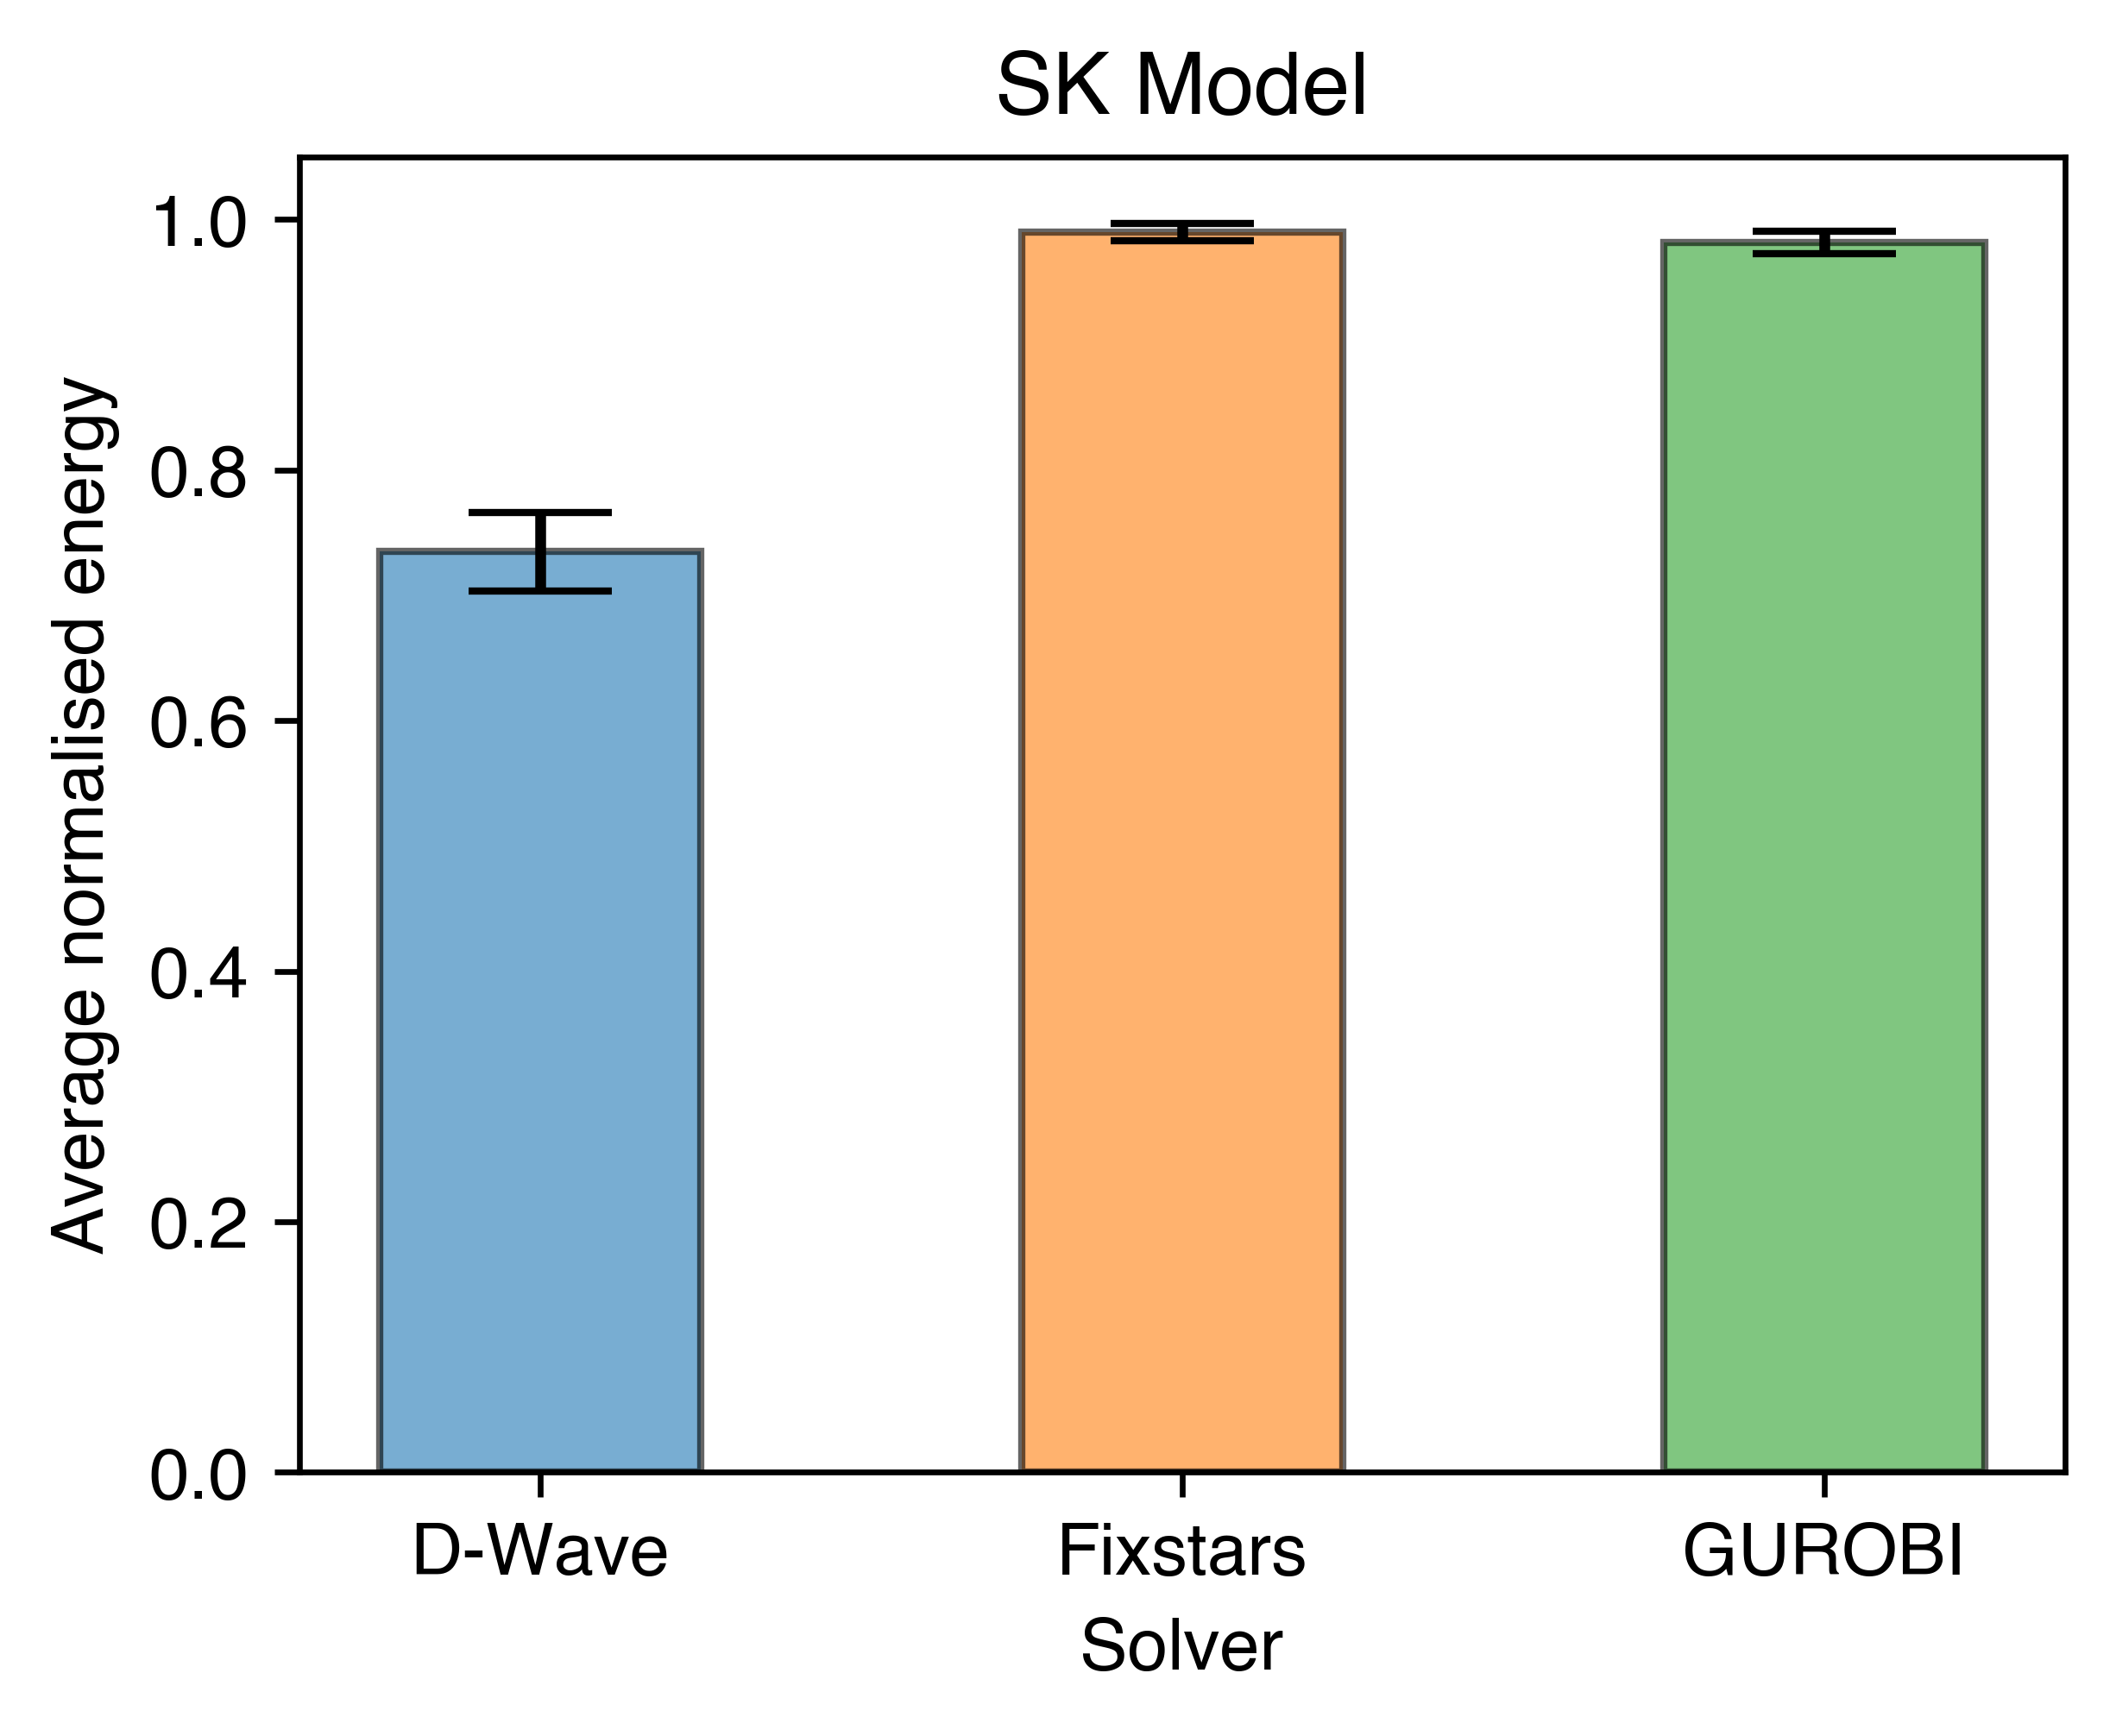 SK Model
Average normalised energy
1.0
0.8
0.6
0.4
0.2
0.0
D-Wave
Fixstars
GUROBI
Solver